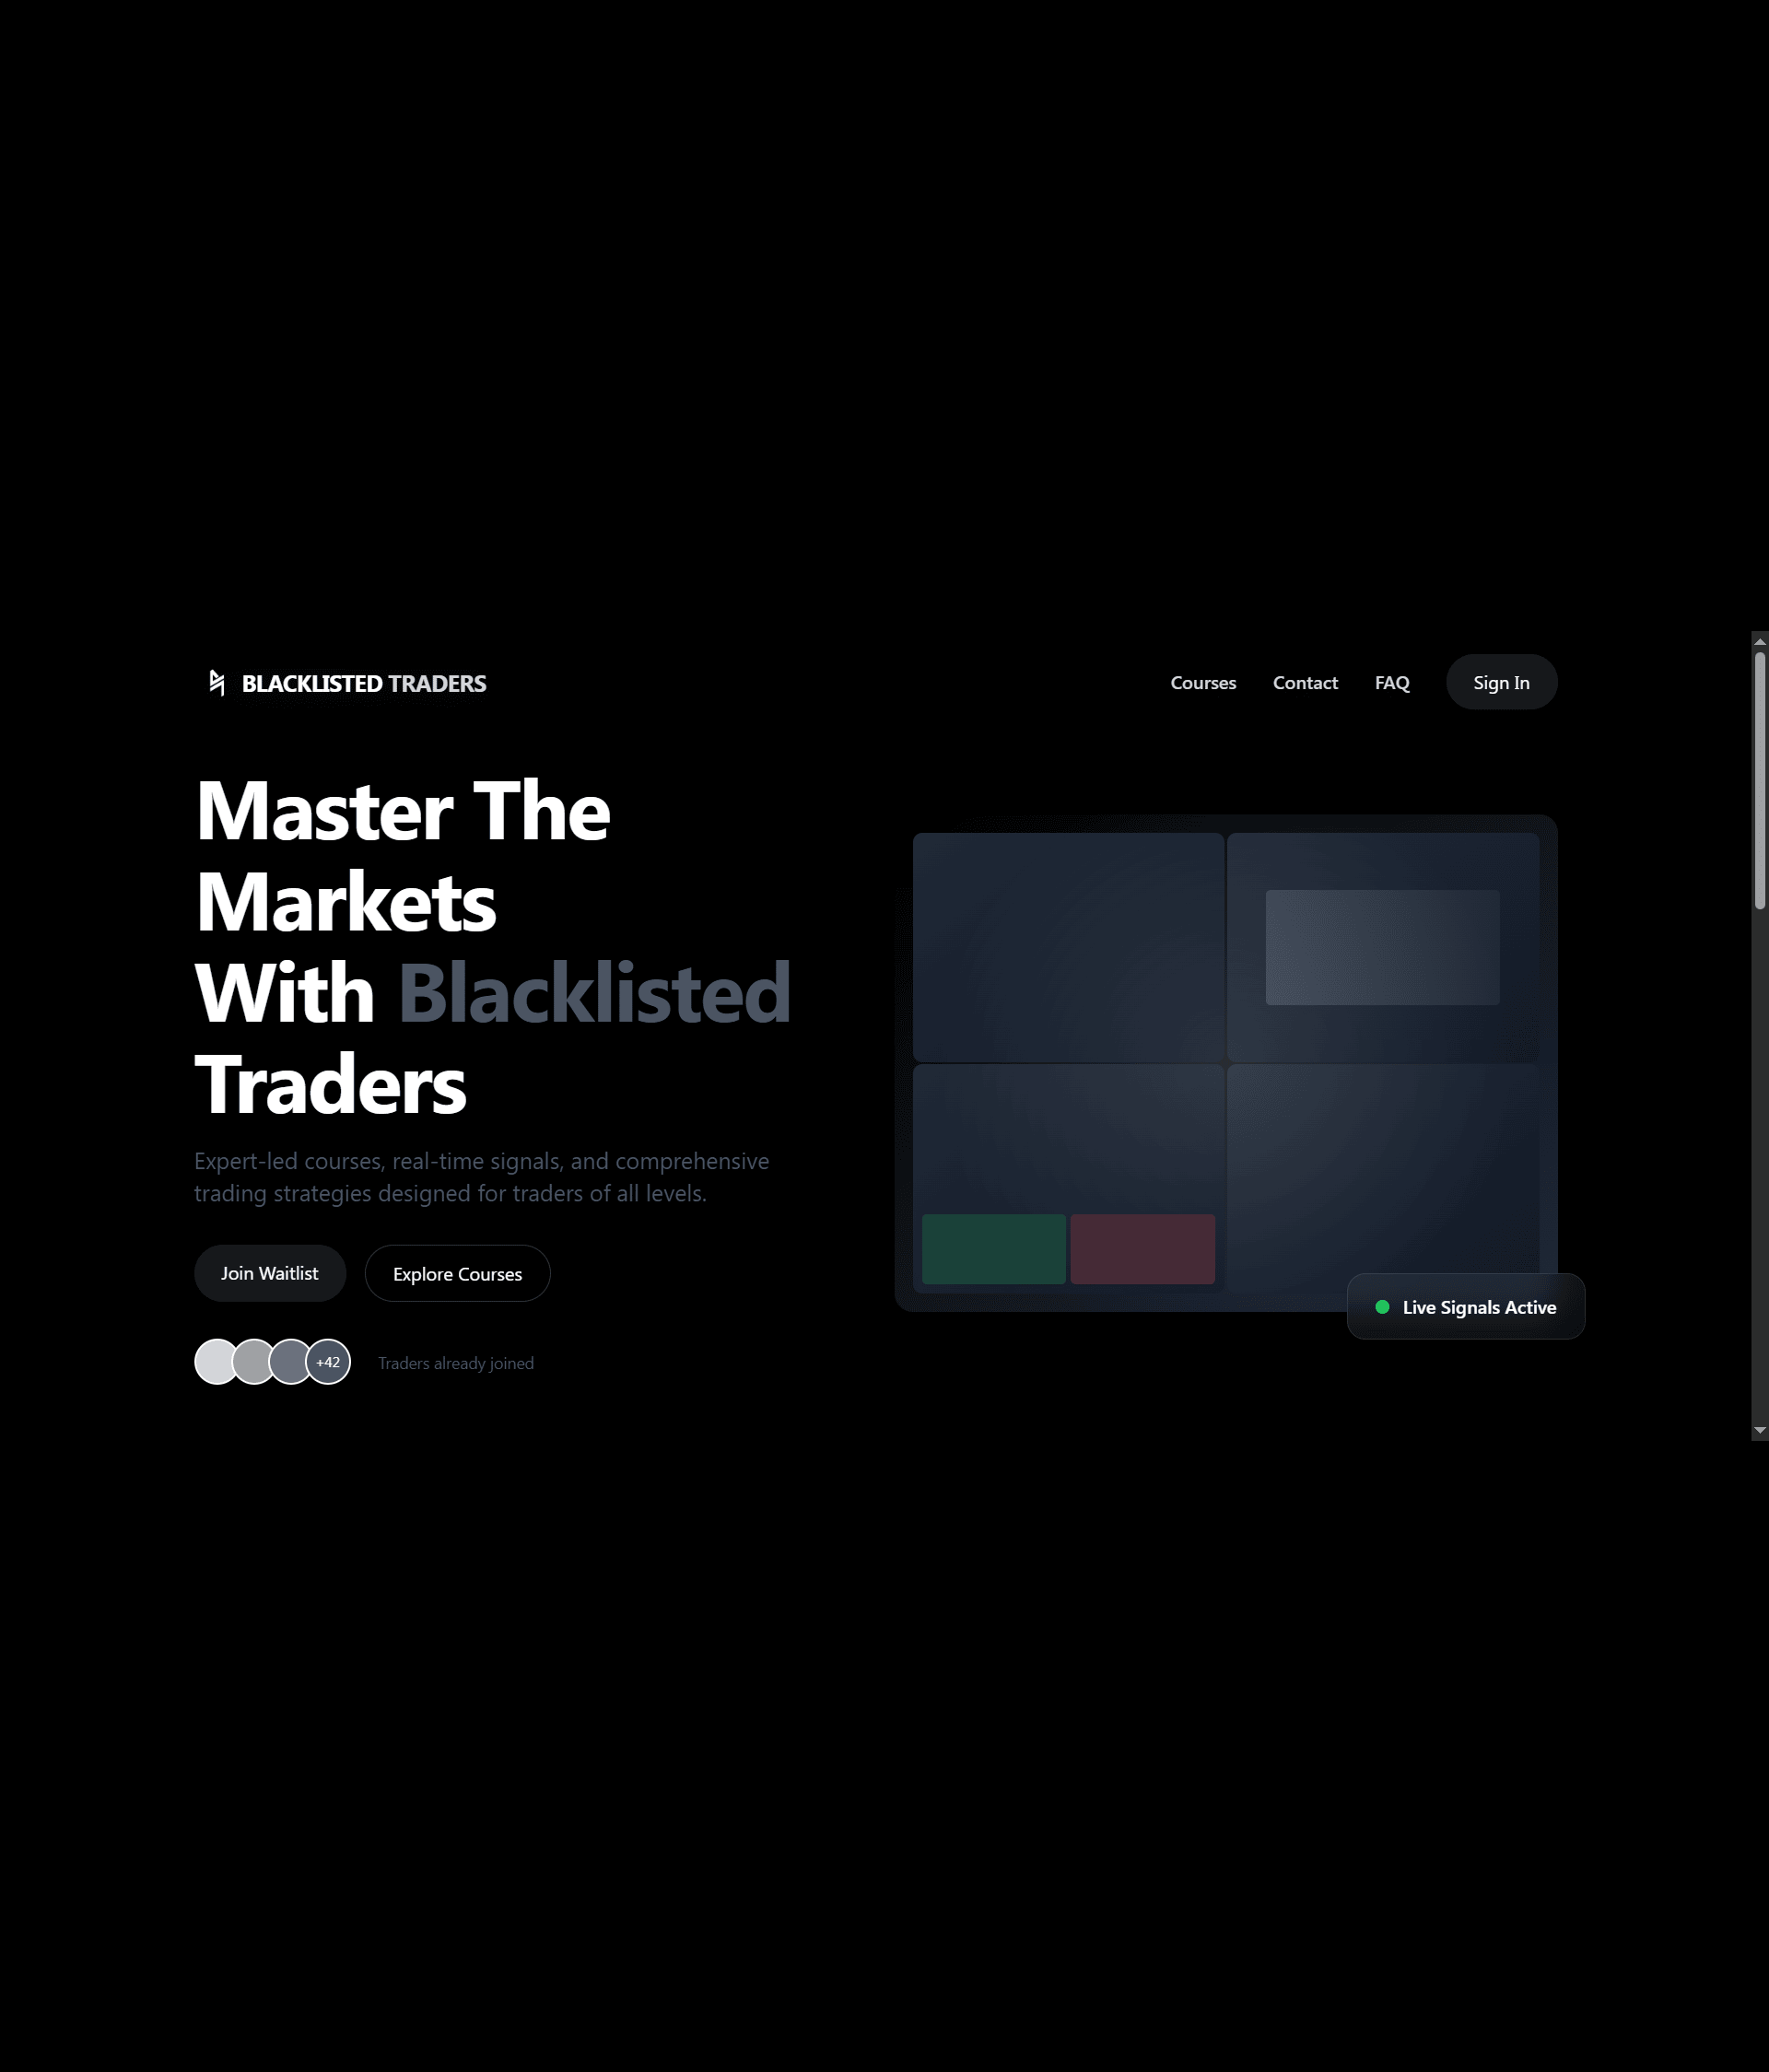 BLACKLISTED TRADERS
Courses Contact FAQ Sign In
Master The
Markets
With Blacklisted
Traders
Expert-led courses, real-time signals, and comprehensive
trading strategies designed for traders of all levels.
Join Waitlist Explore Courses
Live Signals Active
+42 Traders already joined